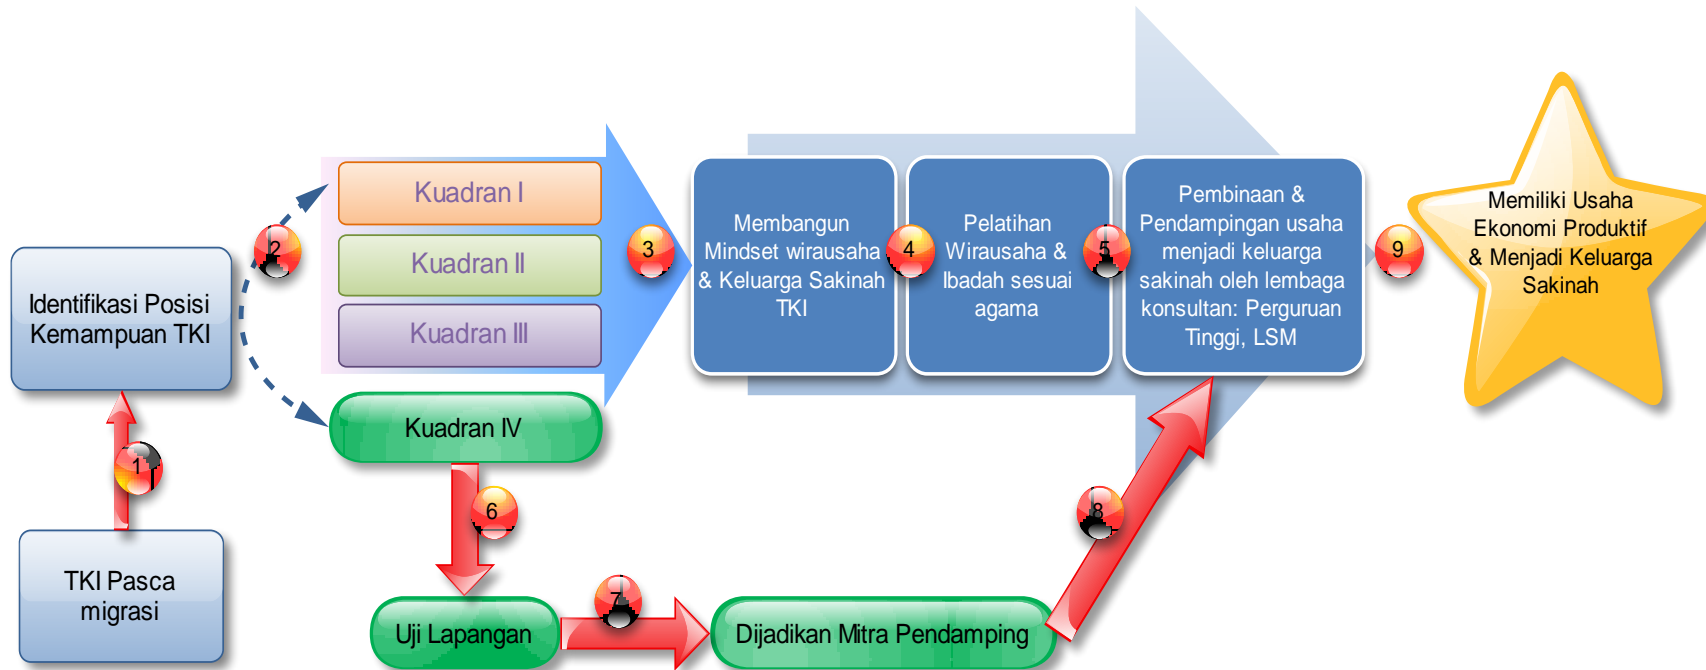 Kuadran I
Kuadran II
Kuadran III
Kuadran IV
2
3
Identifikasi Posisi
Kemampuan TKI
1
TKI Pasca
migrasi
Membangun
Mindset wirausaha
& Keluarga Sakinah
TKI
4
Pelatihan
Wirausaha &
Ibadah sesuai
agama
5
Pembinaan &
Pendampingan usaha
menjadi keluarga
sakinah oleh lembaga
konsultan: Perguruan
Tinggi, LSM
9
Memiliki Usaha
Ekonomi Produktif
& Menjadi Keluarga
Sakinah
6
Uji Lapangan
7
Dijadikan Mitra Pendamping
8